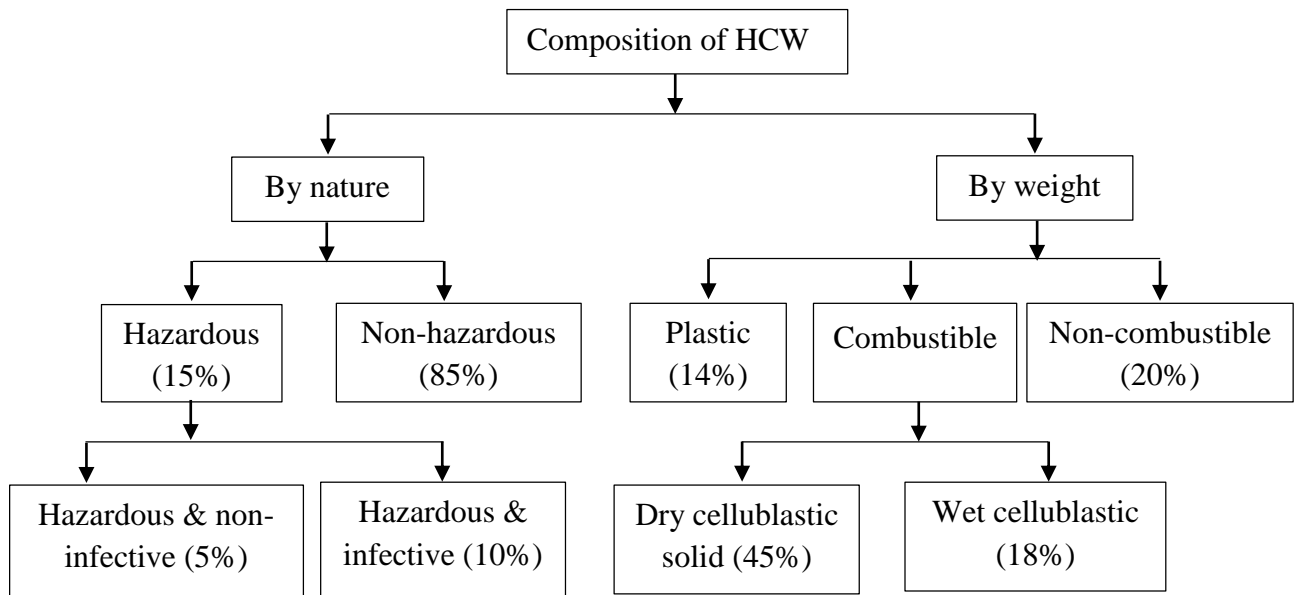 Composition of HCW
By nature
By weight
Hazardous
(15%)
Non-hazardous
(85%)
Plastic
(14%)
Combustible
Non-combustible
(20%)
Hazardous & non-
infective (5%)
Hazardous &
infective (10%)
Dry cellublastic
solid (45%)
Wet cellublastic
(18%)